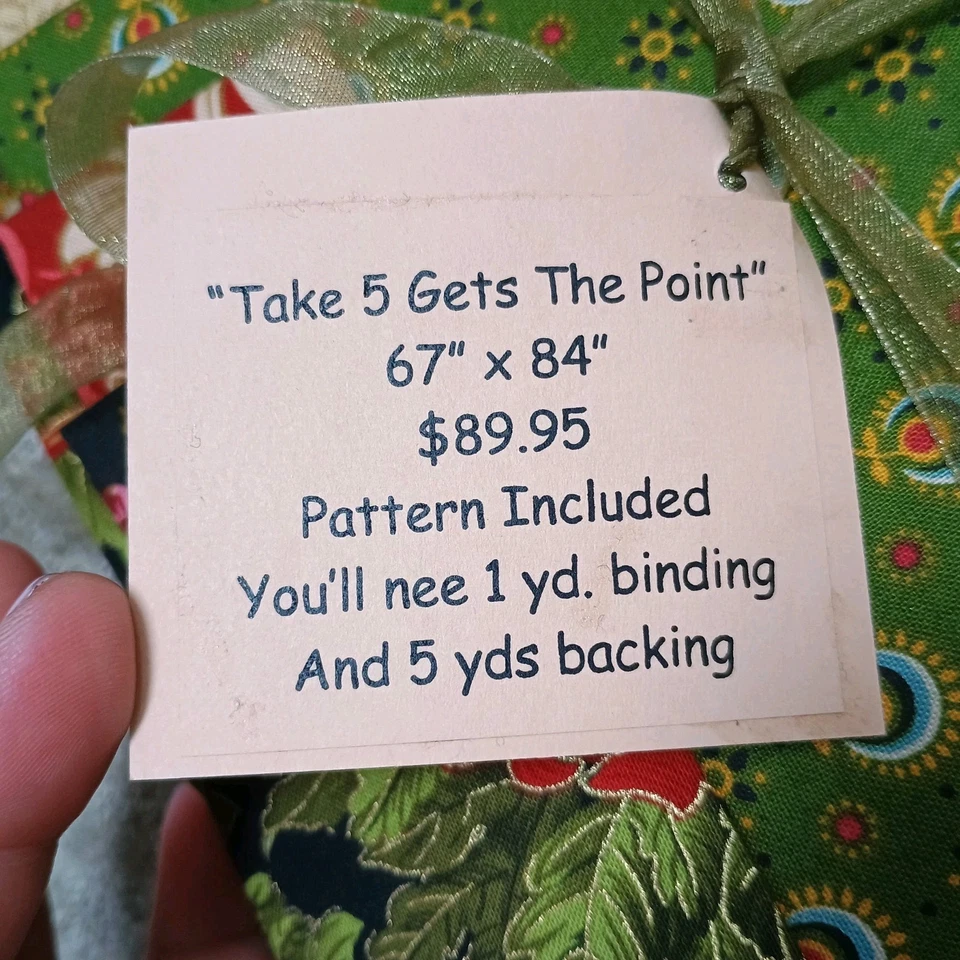 "Take 5 Gets The Point"
67" x 84"
$89.95
Pattern Included
You'll nee 1 yd. binding
And 5 yds backing